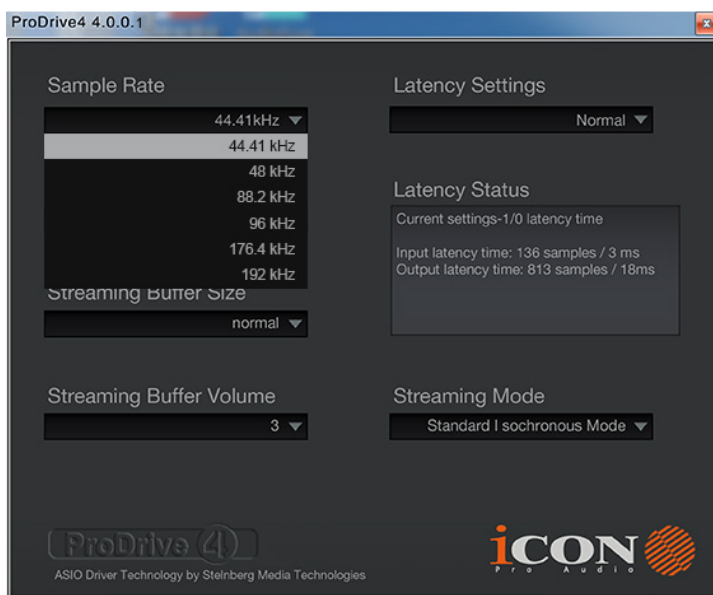 ProDrive4 4.0.0.1
x
Sample Rate
44.41kHz
44.41 kHz
48 kHz
88.2 kHz
96 kHz
176.4 kHz
192 kHz
Streaming Buffer Size
normal
Streaming Buffer Volume
3
Latency Settings
Normal
Latency Status
Current settings-1/0 latency time
Input latency time: 136 samples / 3 ms
Output latency time: 813 samples / 18ms
Streaming Mode
Standard I sochronous Mode
ProDrive 4
ASIO Driver Technology by Steinberg Media Technologies
iCON
Pro Audio